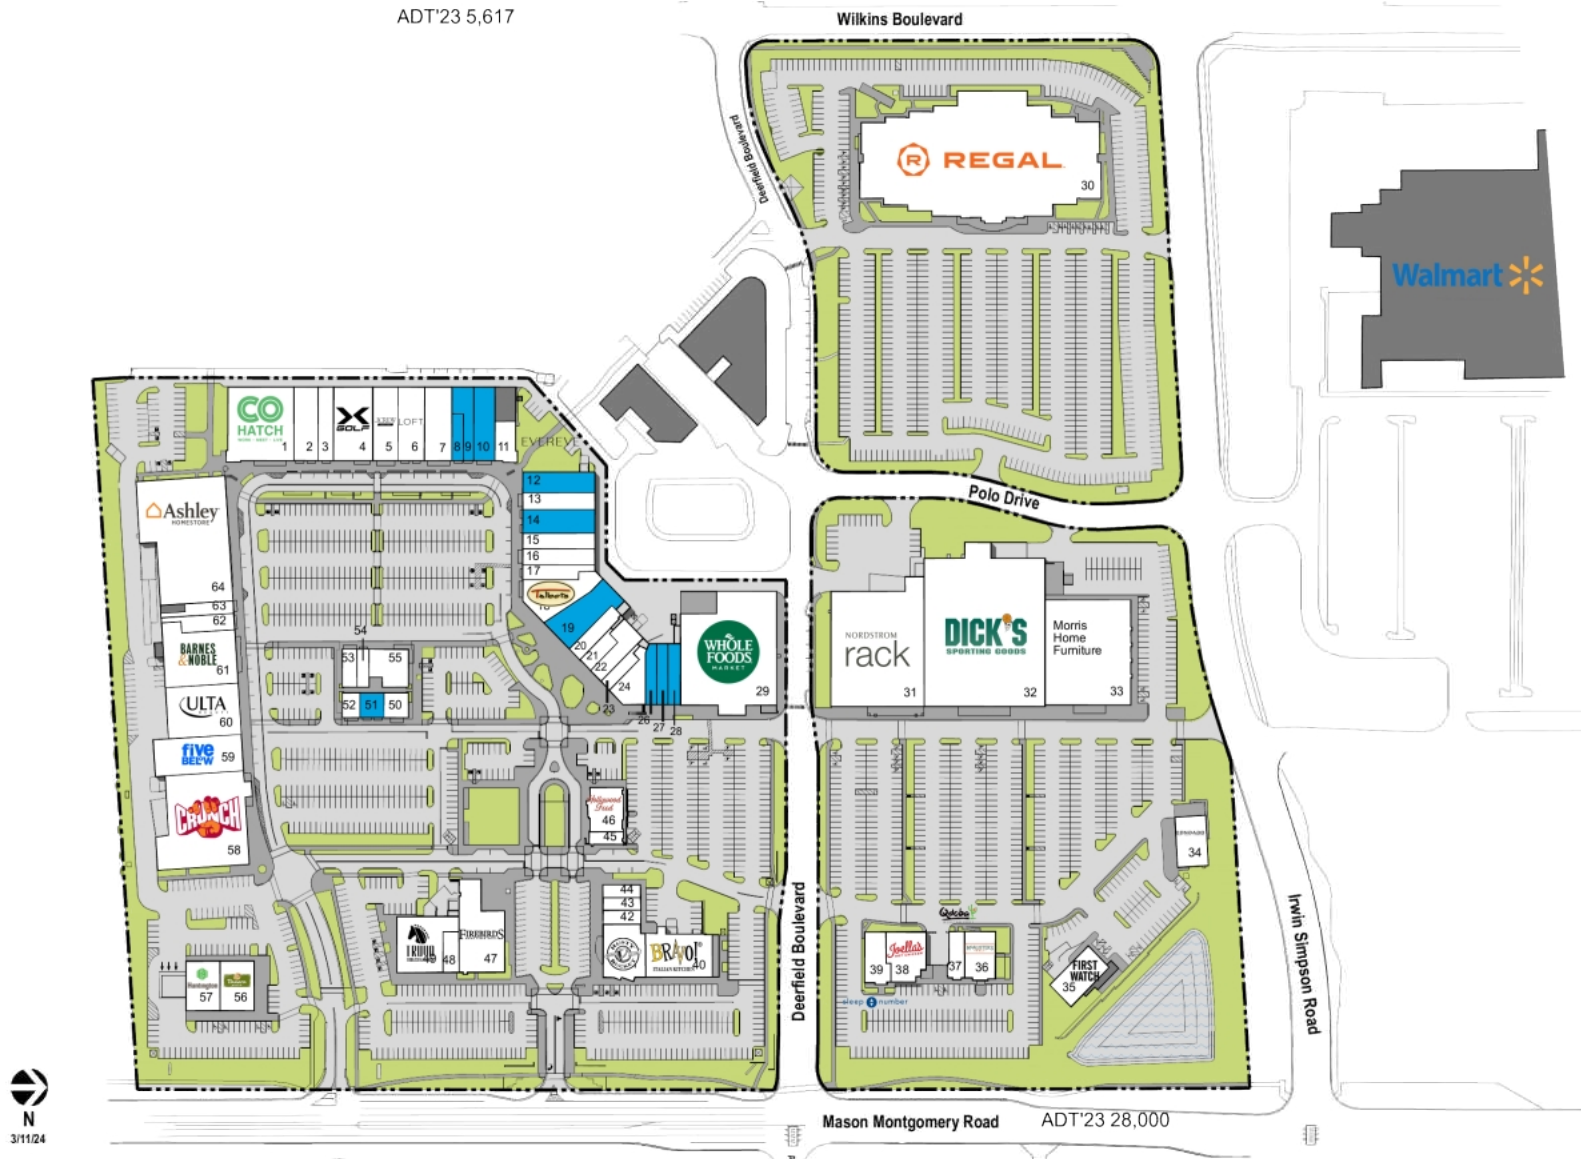 ADT'23 5,617
Wilkins Boulevard
Deerfield Boulevard
R REGAL
30
Walmart
CO
HATCH
1
2
3
X
GOLF
4
5
LOFT
6
7
8
9
10
11
EVEREVE
12
13
14
15
16
17
18
19
20
21
22
23
24
26
27
28
WHOLE
FOODS
MARKET
29
Polo Drive
NORDSTROM
rack
31
DICK'S
SPORTING GOODS
32
Morris
Home
Furniture
33
34
Ashley
HOMESTORE
64
63
62
BARNES
&NOBLE
61
ULTA
60
five
BELOW
59
CRUNCH
58
54
53
55
52
51
50
Hollywood
Feed
46
45
44
43
42
BRAVO!
ITALIAN KITCHEN
40
FIREBIRDS
47
48
49
Huntington
57
56
Qdoba
Joella's
39
38
37
36
FIRST
WATCH
35
sleep number
Deerfield Boulevard
Irwin Simpson Road
N
3/11/24
Mason Montgomery Road
ADT'23 28,000